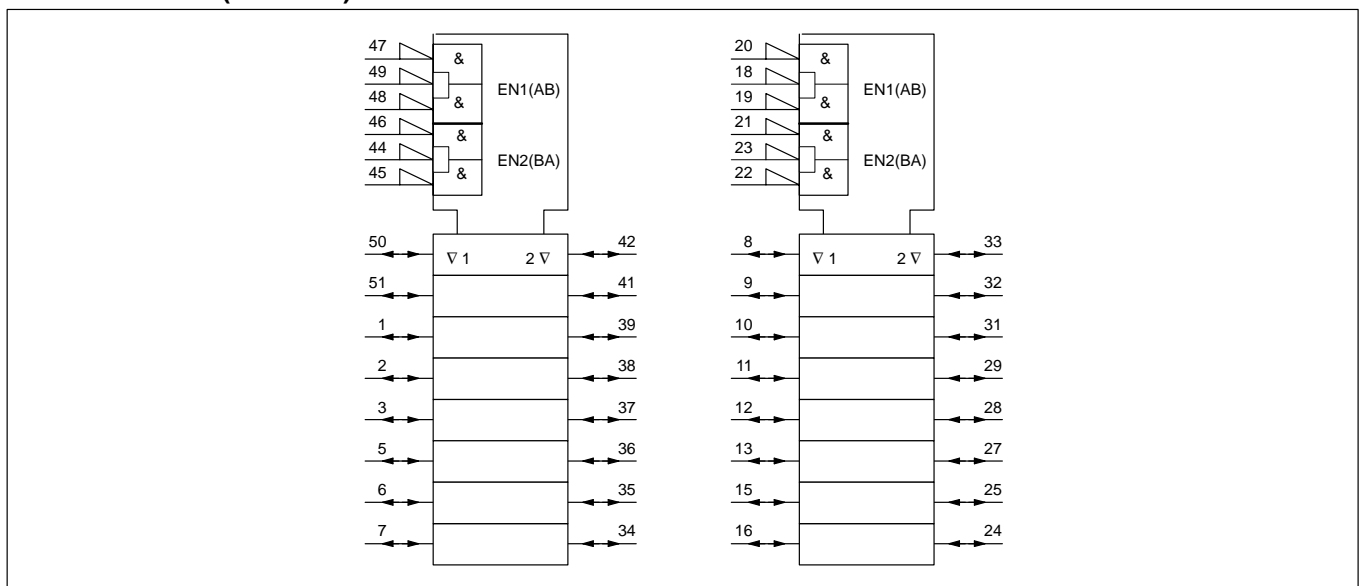 47 & 20 &
49 18
EN1(AB) EN1(AB)
48 & 19 &
46 & 21 &
44 23
EN2(BA) EN2(BA)
45 & 22 &
50 ∇ 1 2 ∇ 42 8 ∇ 1 2 ∇ 33
51 41 9 32
1 39 10 31
2 38 11 29
3 37 12 28
5 36 13 27
6 35 15 25
7 34 16 24